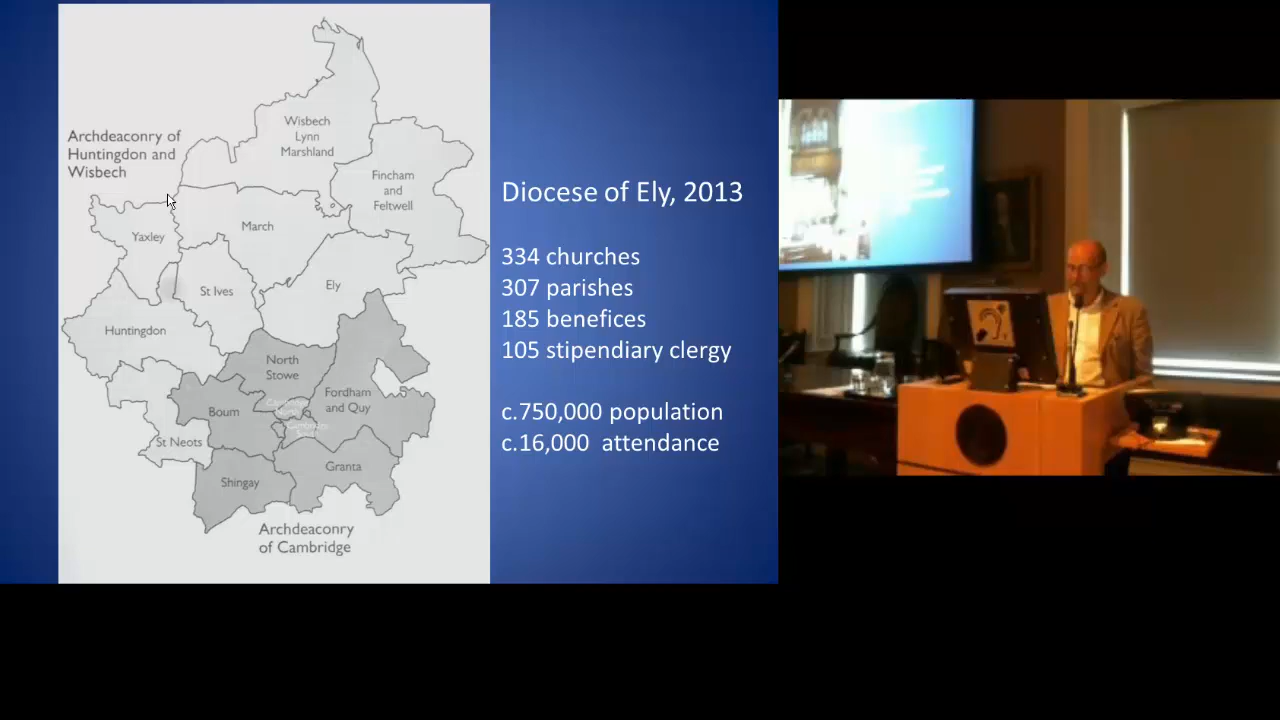 Archdeaconry of
Huntingdon and
Wisbech
Wisbech
Lynn
Marshland
Fincham
and
Feltwell
Yaxley
March
St Ives
Ely
Huntingdon
North
Stowe
Fordham
and Quy
Bourn
St Neots
Granta
Shingay
Archdeaconry
of Cambridge
Diocese of Ely, 2013
334 churches
307 parishes
185 benefices
105 stipendiary clergy
c.750,000 population
c.16,000 attendance